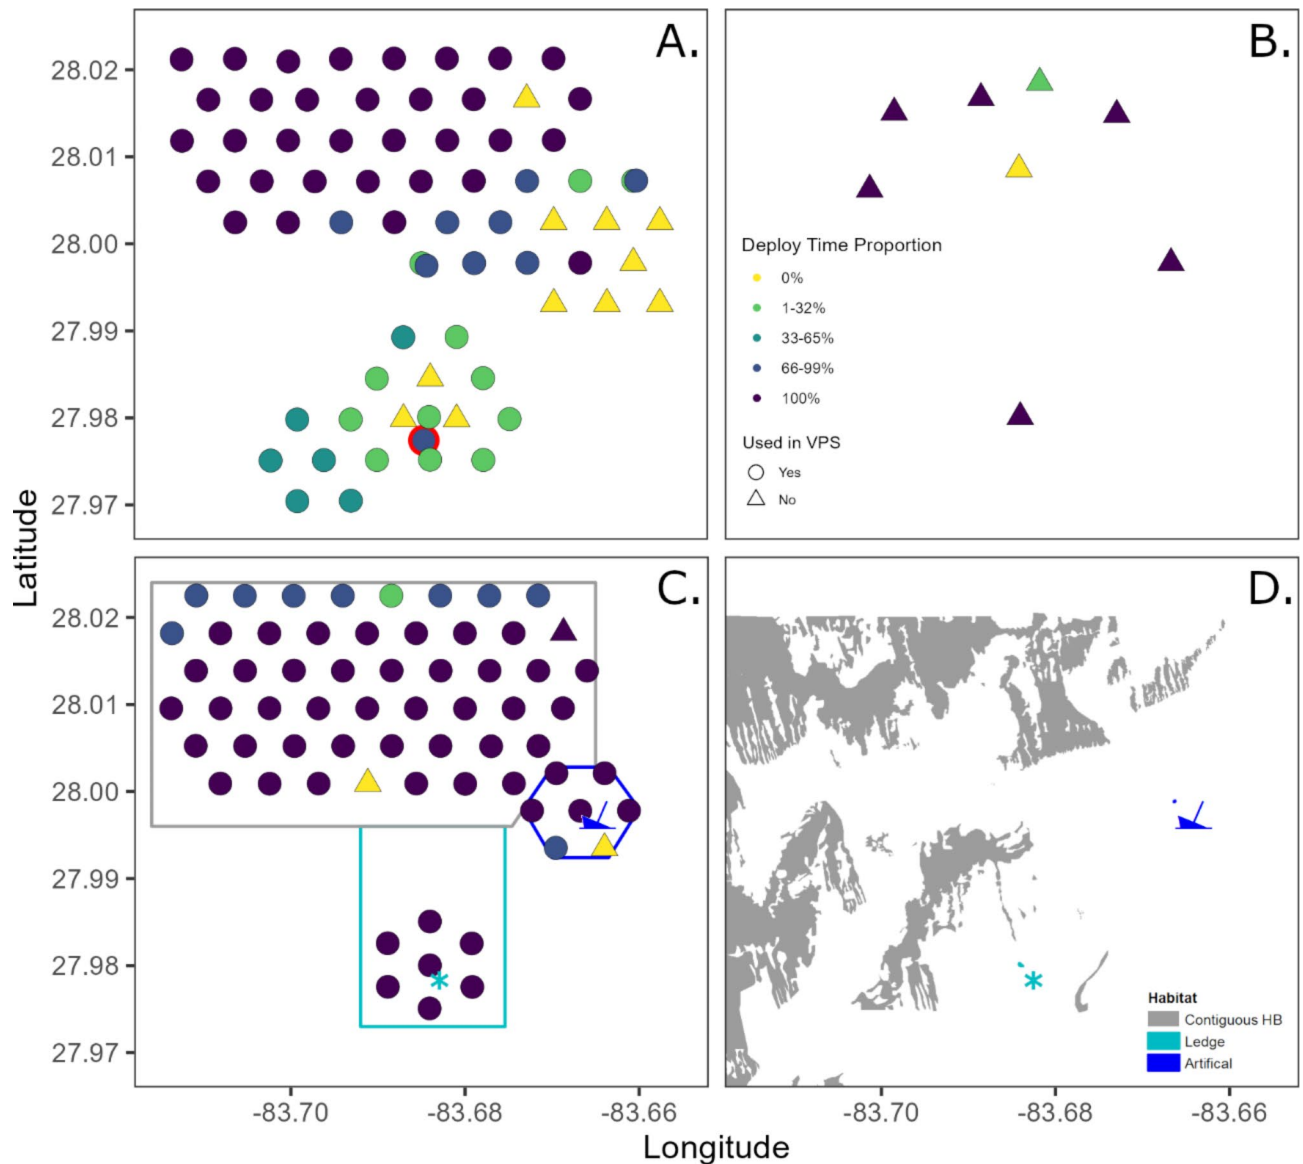 A.
28.02
28.01
28.00
27.99
27.98
27.97
B.
Deploy Time Proportion
0%
1-32%
33-65%
66-99%
100%
Used in VPS
Yes
No
Latitude
C.
28.02
28.01
28.00
27.99
27.98
27.97
-83.70
-83.68
-83.66
D.
Habitat
Contiguous HB
Ledge
Artifical
-83.70
-83.68
-83.66
Longitude